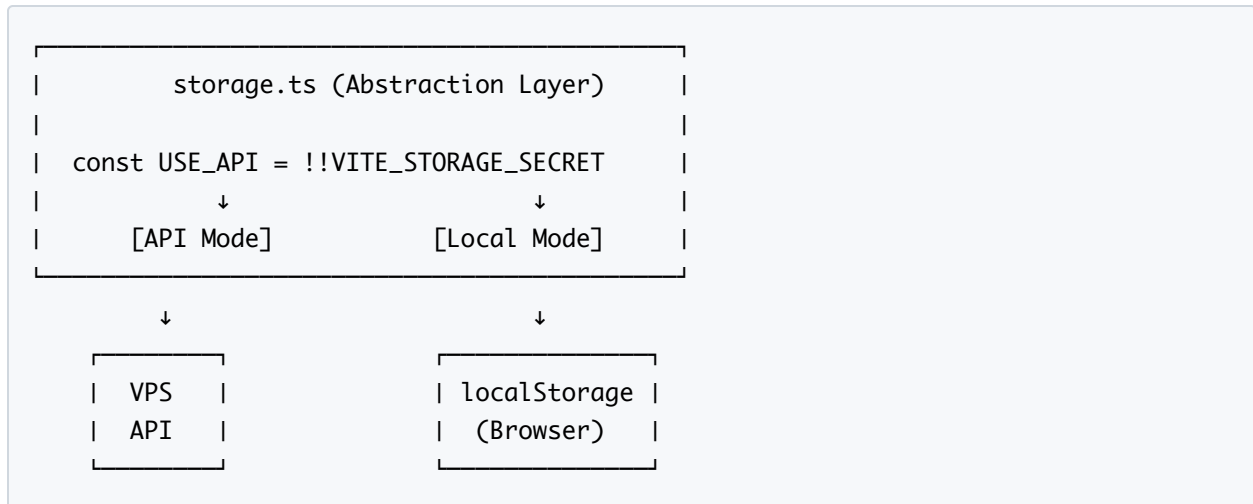 storage.ts (Abstraction Layer)
const USE_API = !!VITE_STORAGE_SECRET
↓ ↓
[API Mode] [Local Mode]
↓ ↓
VPS localStorage
API (Browser)